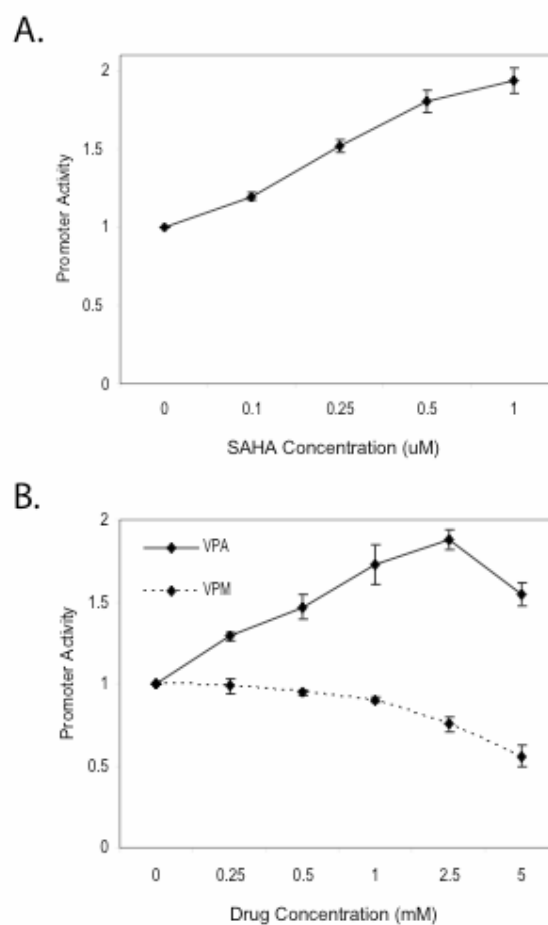 A.
2
1.5
1
0.5
0
Promoter Activity
0 0.1 0.25 0.5 1
SAHA Concentration (uM)
B.
2
1.5
1
0.5
0
Promoter Activity
VPA
VPM
0 0.25 0.5 1 2.5 5
Drug Concentration (mM)